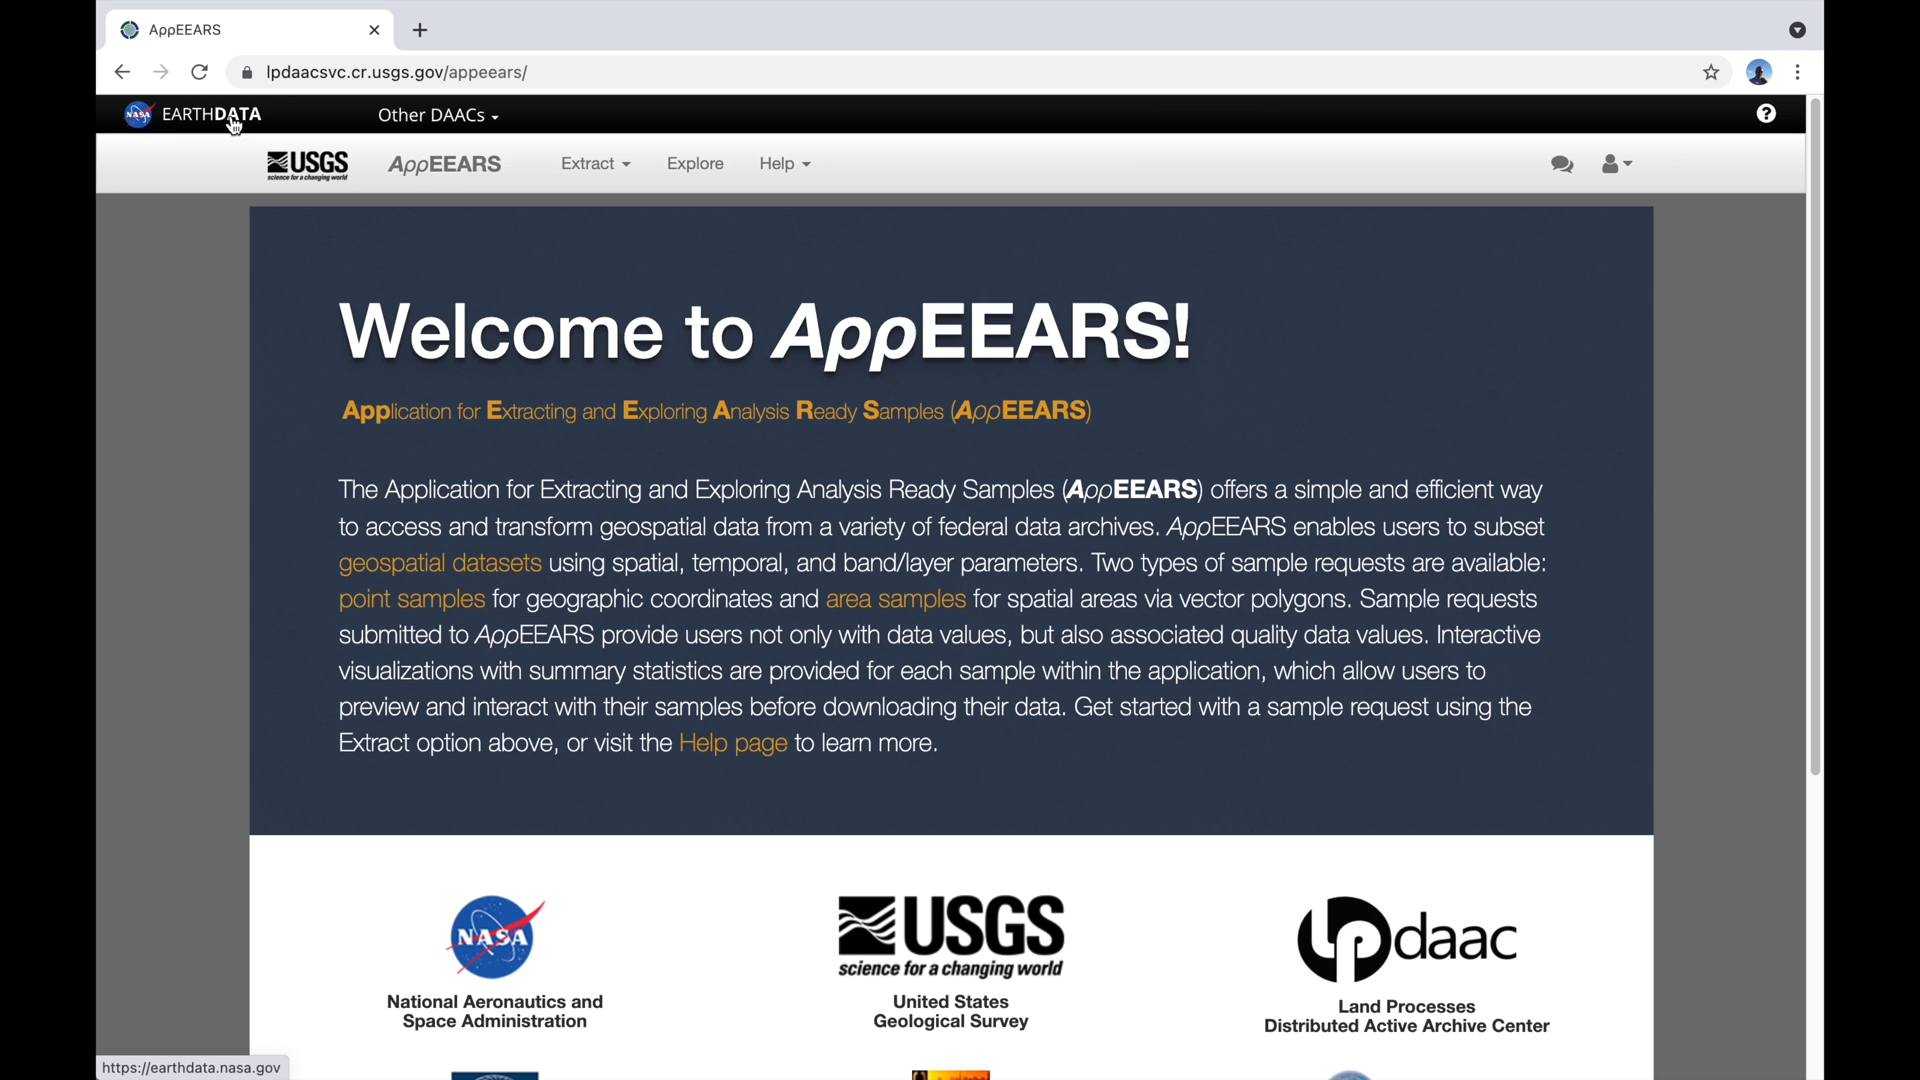 AppEEARS
lpdaacsvc.cr.usgs.gov/appeears/
NASA EARTHDATA Other DAACs ?
USGS science for a changing world AppEEARS Extract Explore Help
Welcome to AppEEARS!
Application for Extracting and Exploring Analysis Ready Samples (AppEEARS)
The Application for Extracting and Exploring Analysis Ready Samples (AppEEARS) offers a simple and efficient way
to access and transform geospatial data from a variety of federal data archives. AppEEARS enables users to subset
geospatial datasets using spatial, temporal, and band/layer parameters. Two types of sample requests are available:
point samples for geographic coordinates and area samples for spatial areas via vector polygons. Sample requests
submitted to AppEEARS provide users not only with data values, but also associated quality data values. Interactive
visualizations with summary statistics are provided for each sample within the application, which allow users to
preview and interact with their samples before downloading their data. Get started with a sample request using the
Extract option above, or visit the Help page to learn more.
NASA
National Aeronautics and
Space Administration
USGS
science for a changing world
United States
Geological Survey
lpdaac
Land Processes
Distributed Active Archive Center
https://earthdata.nasa.gov